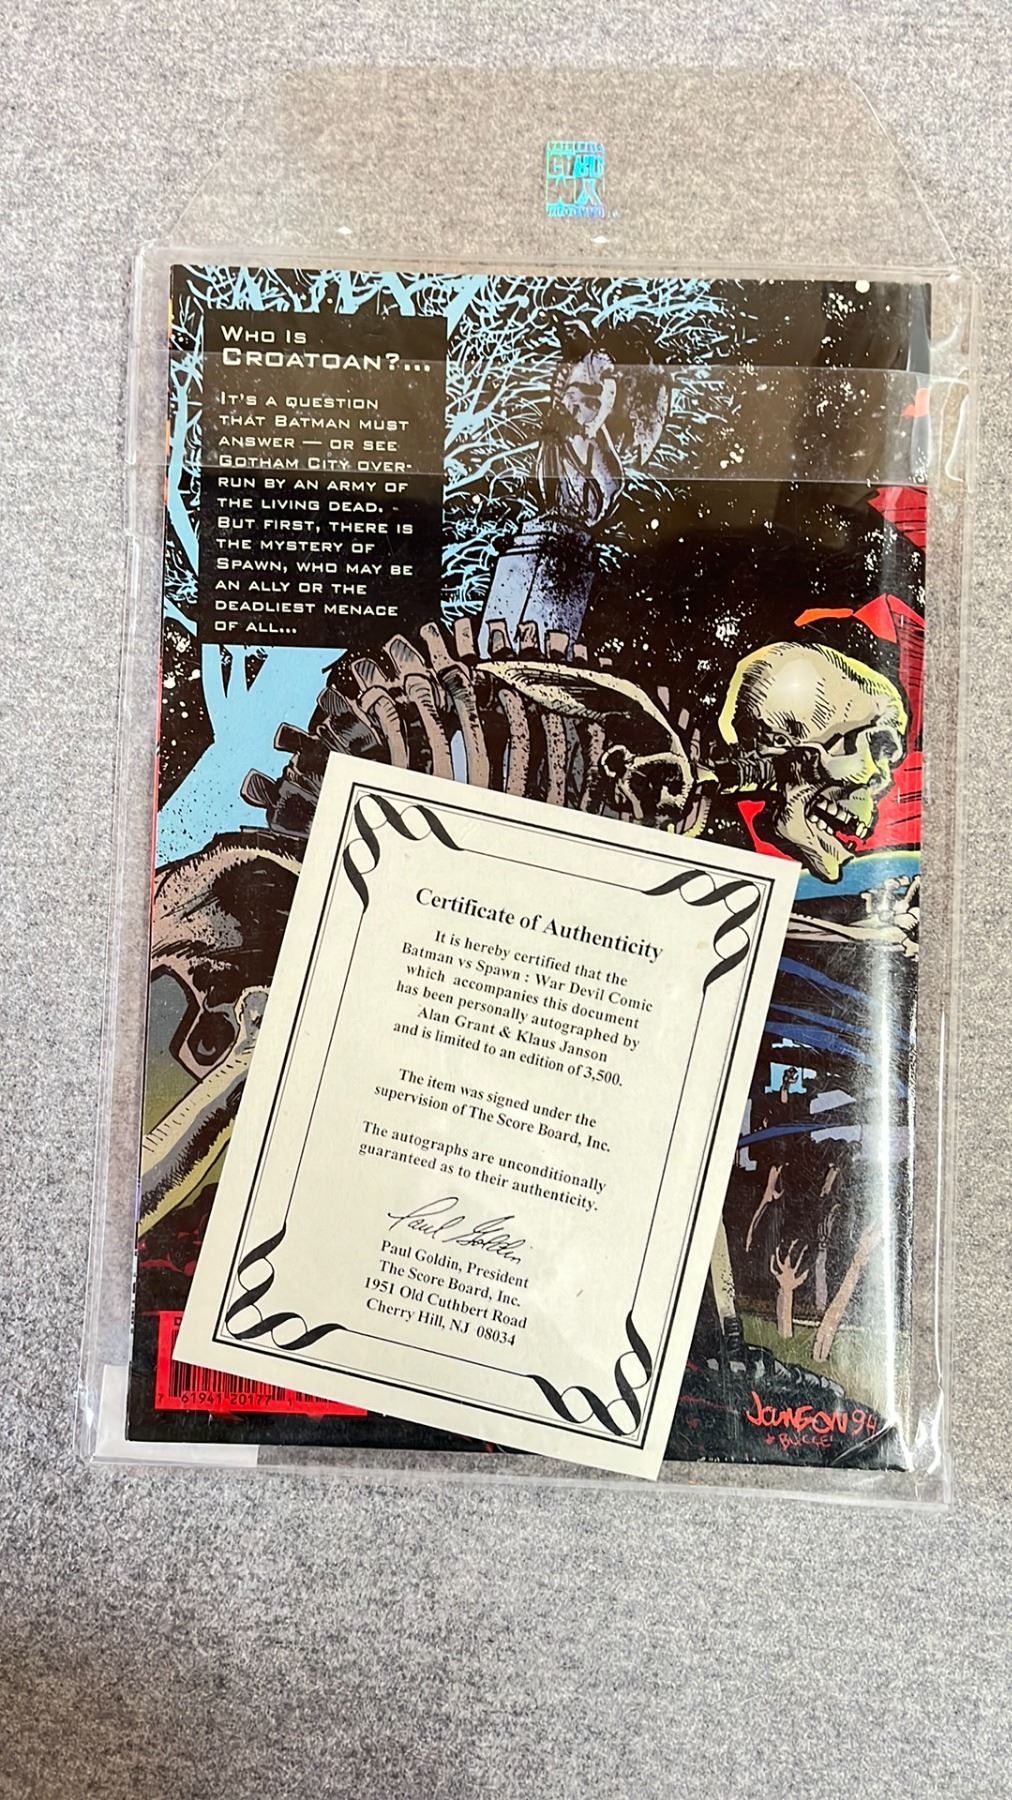 WHO IS
CROATOAN?...
IT'S A QUESTION
THAT BATMAN MUST
ANSWER — OR SEE
GOTHAM CITY OVER-
RUN BY AN ARMY OF
THE LIVING DEAD.
BUT FIRST, THERE IS
THE MYSTERY OF
SPAWN, WHO MAY BE
AN ALLY OR THE
DEADLIEST MENACE
OF ALL...
Certificate of Authenticity
It is hereby certified that the
Batman vs Spawn : War Devil Comic
which accompanies this document
has been personally autographed by
Alan Grant & Klaus Janson
and is limited to an edition of 3,500.
The item was signed under the
supervision of The Score Board, Inc.
The autographs are unconditionally
guaranteed as to their authenticity.
Paul Goldin
Paul Goldin, President
The Score Board, Inc.
1951 Old Cuthbert Road
Cherry Hill, NJ 08034
7 61941 20177
JANSON 94